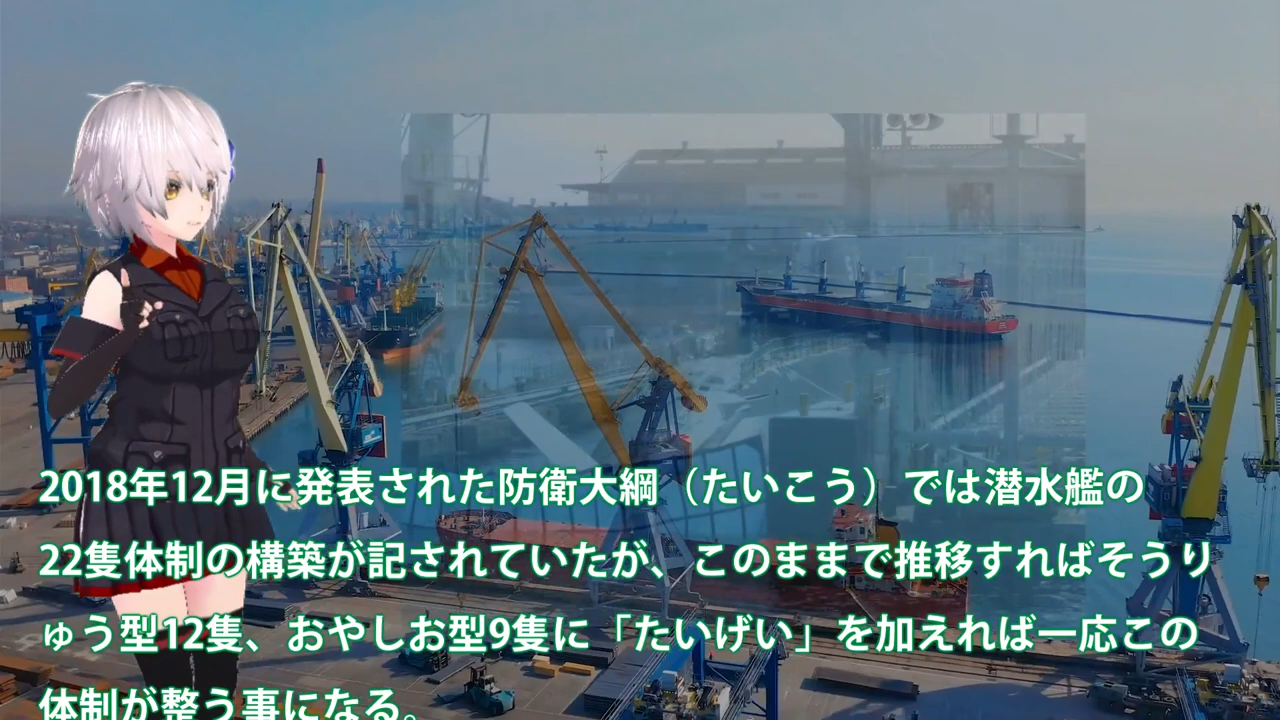 2018年12月に発表された防衛大綱（たいこう）では潜水艦の
22隻体制の構築が記されていたが、このままで推移すればそうり
ゅう型12隻、おやしお型9隻に「たいげい」を加えれば一応この
体制が整う事になる。